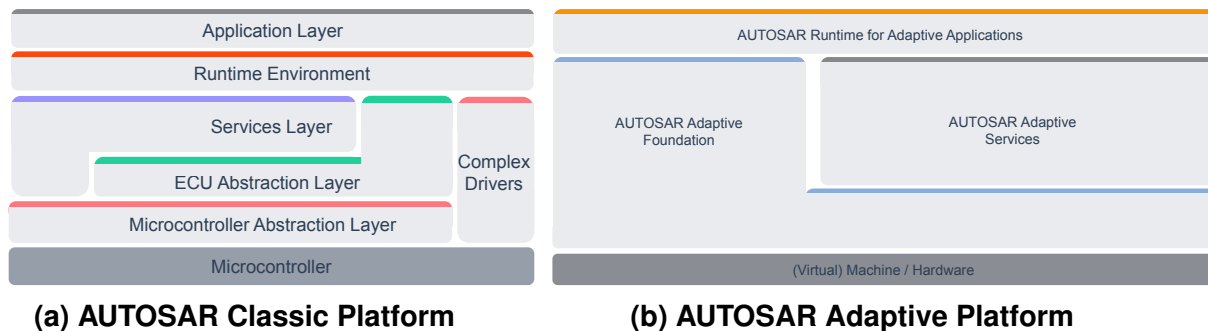 Application Layer
Runtime Environment
Services Layer
ECU Abstraction Layer
Complex
Drivers
Microcontroller Abstraction Layer
Microcontroller
(a) AUTOSAR Classic Platform
AUTOSAR Runtime for Adaptive Applications
AUTOSAR Adaptive
Foundation
AUTOSAR Adaptive
Services
(Virtual) Machine / Hardware
(b) AUTOSAR Adaptive Platform